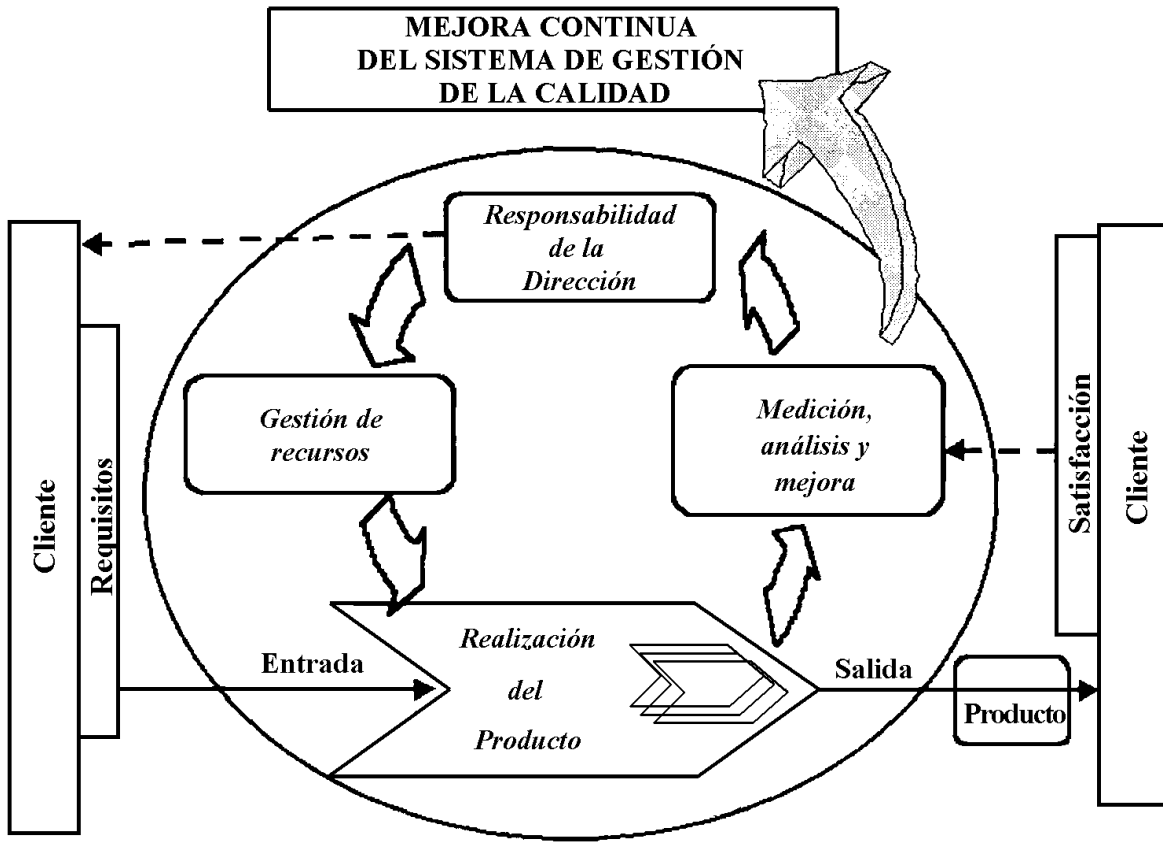 MEJORA CONTINUA
DEL SISTEMA DE GESTIÓN
DE LA CALIDAD
Responsabilidad
de la
Dirección
Gestión de
recursos
Medición,
análisis y
mejora
Cliente
Requisitos
Satisfacción
Cliente
Entrada
Realización
del
Producto
Salida
Producto